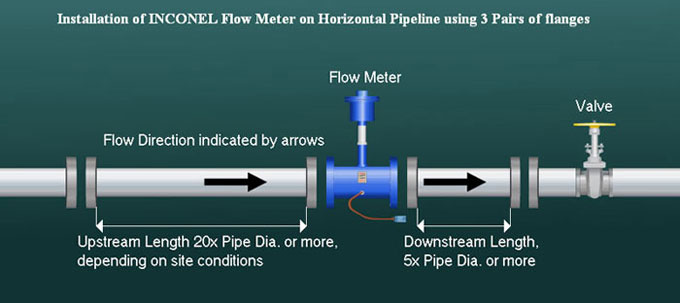 Installation of INCONEL Flow Meter on Horizontal Pipeline using 3 Pairs of flanges
Flow Meter
Valve
Flow Direction indicated by arrows
Upstream Length 20x Pipe Dia. or more,
depending on site conditions
Downstream Length,
5x Pipe Dia. or more